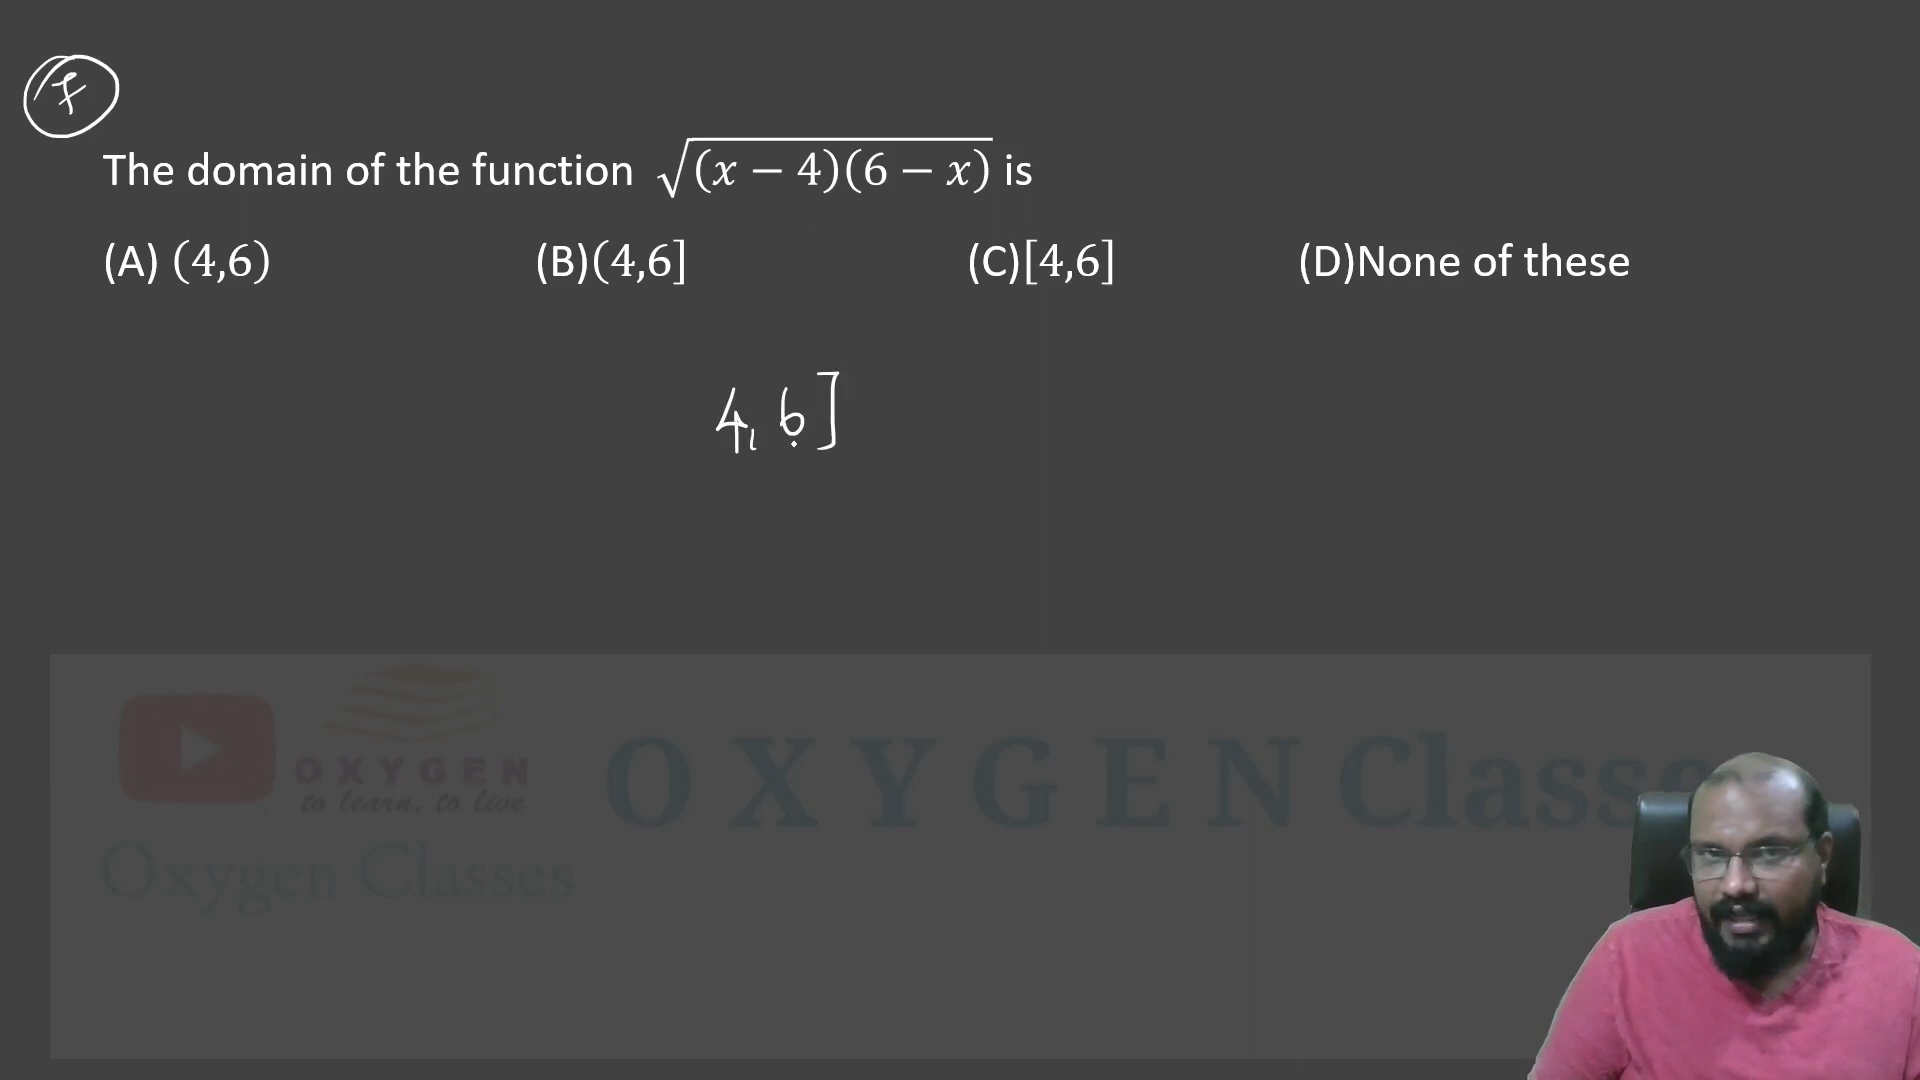 7
The domain of the function √(x − 4)(6 − x) is
(A) (4,6) (B)(4,6] (C)[4,6] (D)None of these
4, 6]
OXYGEN
to learn, to live
OXYGEN Classe
Oxygen Classes